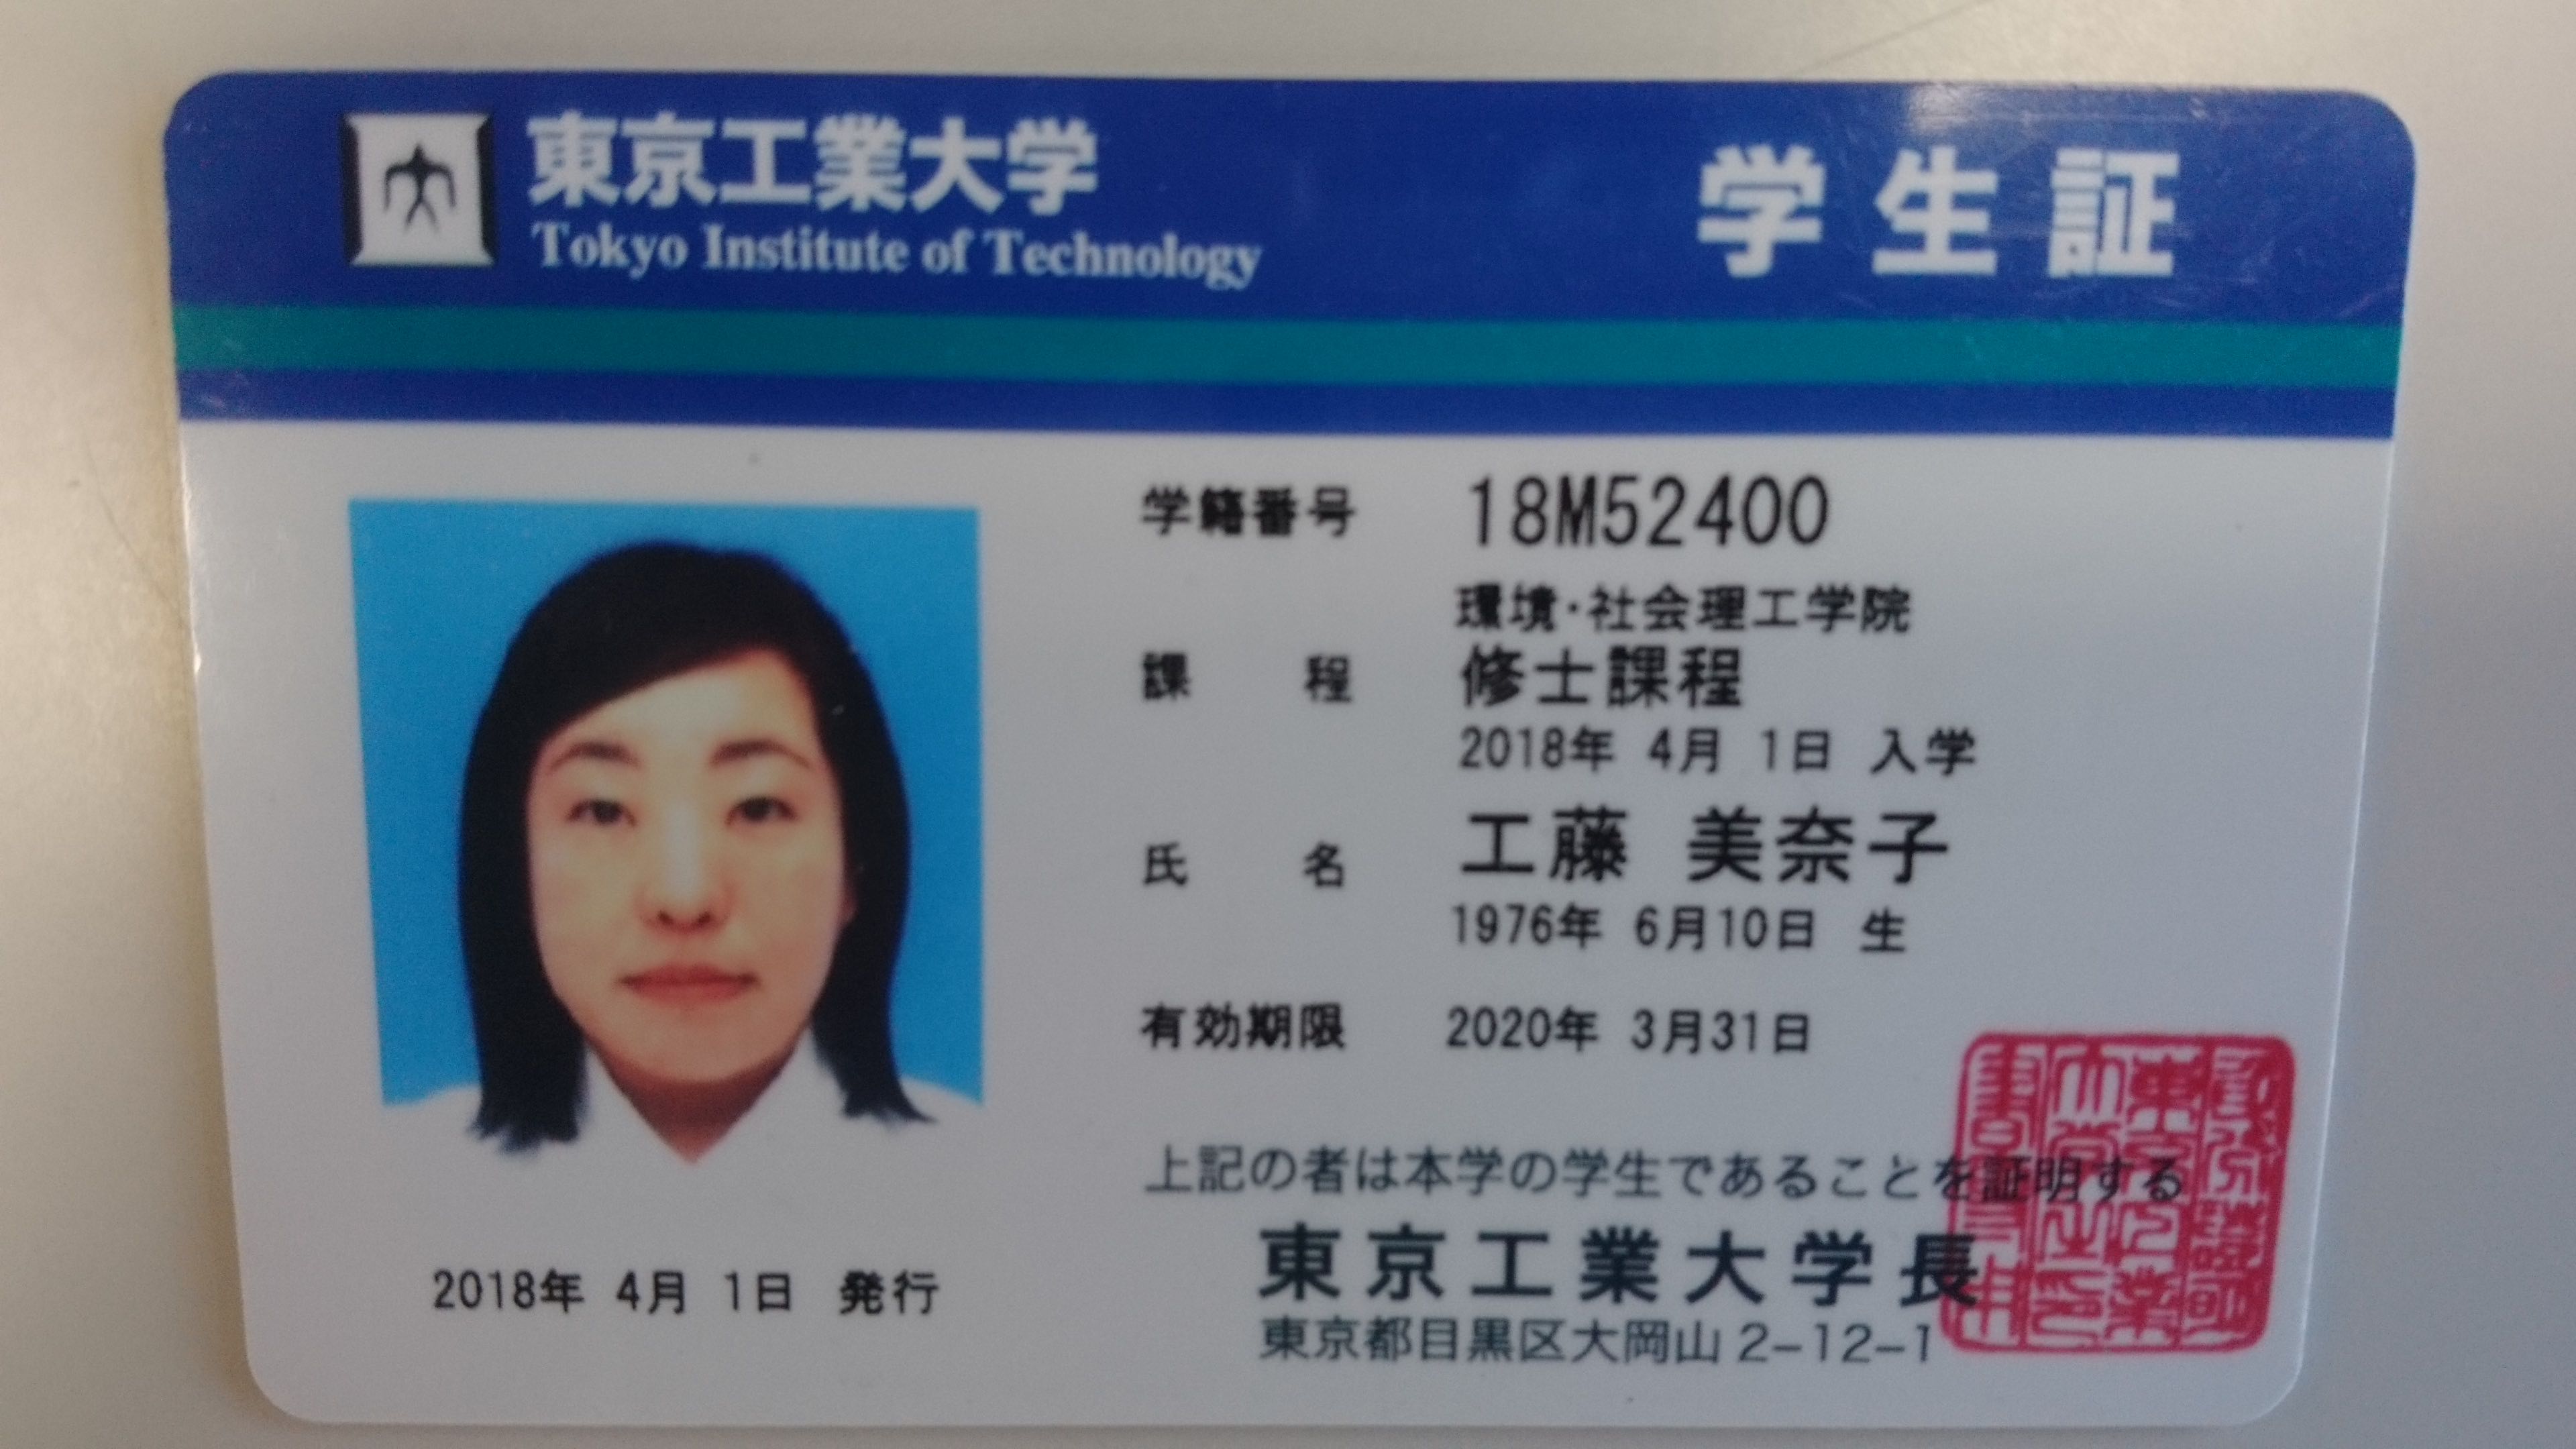 東京工業大学
Tokyo Institute of Technology
学生証
学籍番号 18M52400
環境・社会理工学院
課程 修士課程
2018年 4月 1日 入学
氏名 工藤 美奈子
1976年 6月10日 生
有効期限 2020年 3月31日
2018年 4月 1日 発行
上記の者は本学の学生であることを証明する
東京工業大学長
東京都目黒区大岡山2-12-1